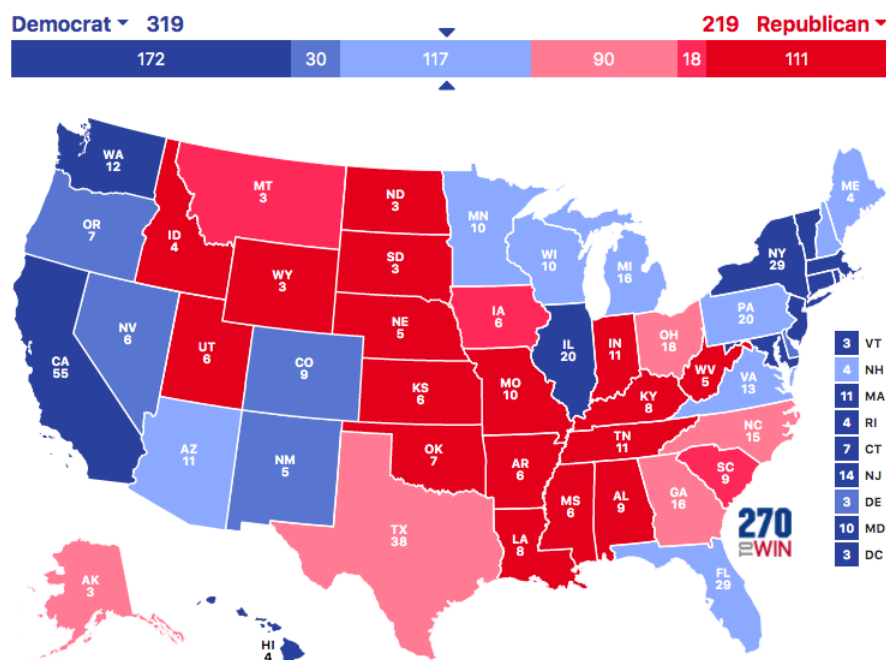 Democrat 319
219 Republican
172 30 117 90 18 111
WA
12
OR
7
CA
55
NV
6
ID
4
MT
3
WY
3
UT
6
AZ
11
CO
9
NM
5
ND
3
SD
3
NE
5
KS
6
OK
7
TX
38
MN
10
IA
6
MO
10
AR
6
LA
8
WI
10
IL
20
MI
16
IN
11
OH
18
KY
8
TN
11
MS
6
AL
9
GA
16
FL
29
SC
9
NC
15
VA
13
WV
5
PA
20
NY
29
ME
4
AK
3
HI
4
3 VT
4 NH
11 MA
4 RI
7 CT
14 NJ
3 DE
10 MD
3 DC
270
TO WIN